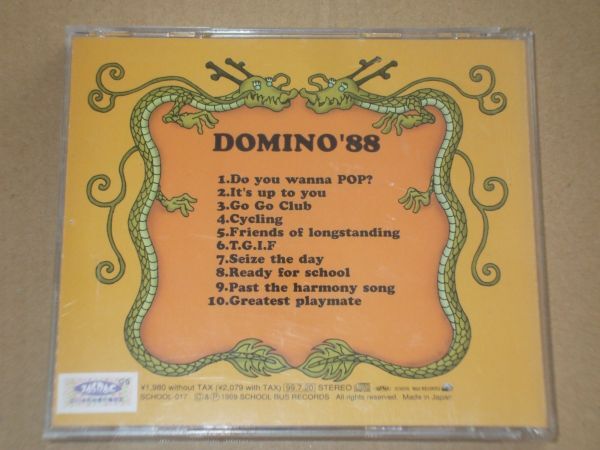 DOMINO'88
1.Do you wanna POP?
2.It's up to you
3.Go Go Club
4.Cycling
5.Friends of longstanding
6.T.G.I.F
7.Seize the day
8.Ready for school
9.Past the harmony song
10.Greatest playmate
¥1,980 without TAX (¥2,079 with TAX) 99.7.20 STEREO
SCHOOL-017 ©&℗1999 SCHOOL BUS RECORDS All rights reserved. Made in Japan